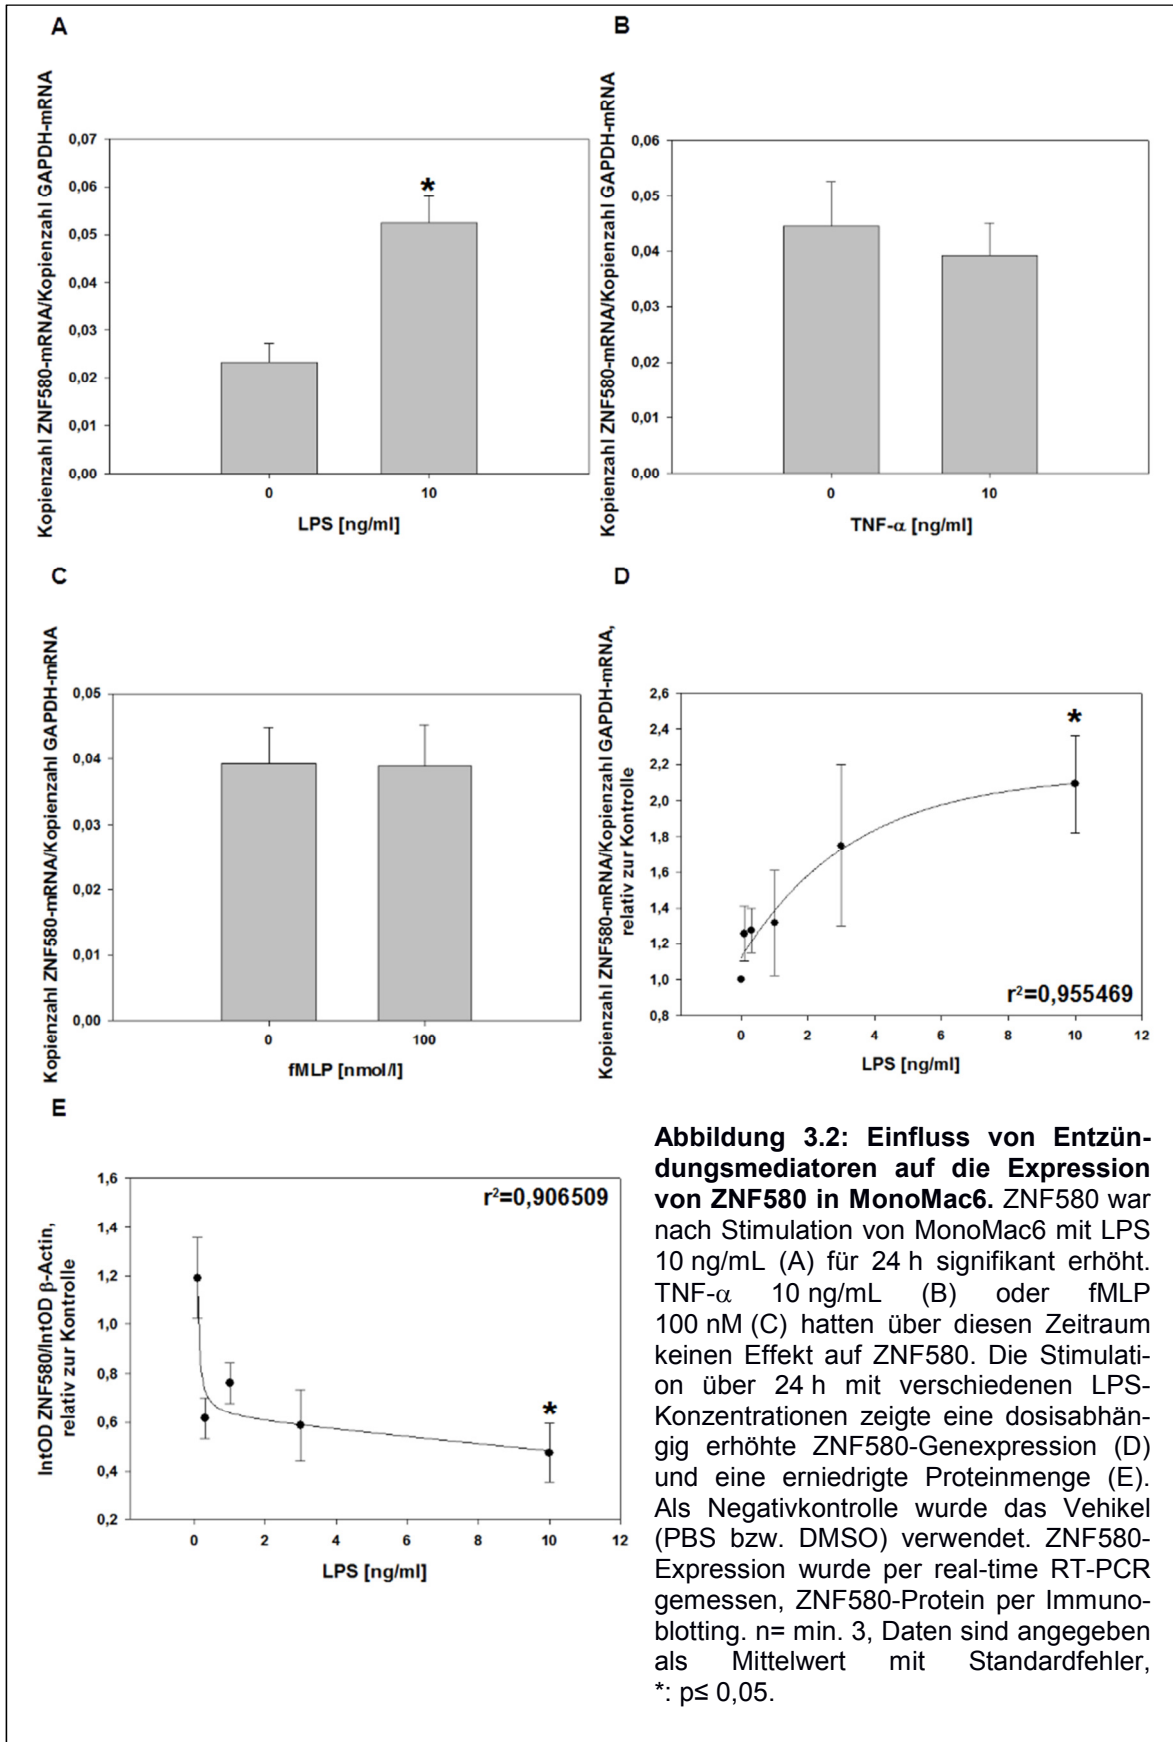 A
Kopienzahl ZNF580-mRNA/Kopienzahl GAPDH-mRNA
0,07
0,06
0,05
0,04
0,03
0,02
0,01
0,00
*
0
10
LPS [ng/ml]
B
Kopienzahl ZNF580-mRNA/Kopienzahl GAPDH-mRNA
0,06
0,05
0,04
0,03
0,02
0,01
0,00
0
10
TNF-α [ng/ml]
C
Kopienzahl ZNF580-mRNA/Kopienzahl GAPDH-mRNA
0,05
0,04
0,03
0,02
0,01
0,00
0
100
fMLP [nmol/l]
D
Kopienzahl ZNF580-mRNA/Kopienzahl GAPDH-mRNA,
relativ zur Kontrolle
2,6
2,4
2,2
2,0
1,8
1,6
1,4
1,2
1,0
0,8
*
r²=0,955469
0 2 4 6 8 10 12
LPS [ng/ml]
E
IntOD ZNF580/IntOD β-Actin,
relativ zur Kontrolle
1,6
1,4
1,2
1,0
0,8
0,6
0,4
0,2
r²=0,906509
*
0 2 4 6 8 10 12
LPS [ng/ml]
Abbildung 3.2: Einfluss von Entzün-
dungsmediatoren auf die Expression
von ZNF580 in MonoMac6. ZNF580 war
nach Stimulation von MonoMac6 mit LPS
10 ng/mL (A) für 24 h signifikant erhöht.
TNF-α 10 ng/mL (B) oder fMLP
100 nM (C) hatten über diesen Zeitraum
keinen Effekt auf ZNF580. Die Stimulati-
on über 24 h mit verschiedenen LPS-
Konzentrationen zeigte eine dosisabhän-
gig erhöhte ZNF580-Genexpression (D)
und eine erniedrigte Proteinmenge (E).
Als Negativkontrolle wurde das Vehikel
(PBS bzw. DMSO) verwendet. ZNF580-
Expression wurde per real-time RT-PCR
gemessen, ZNF580-Protein per Immuno-
blotting. n= min. 3, Daten sind angegeben
als Mittelwert mit Standardfehler,
*: p≤ 0,05.